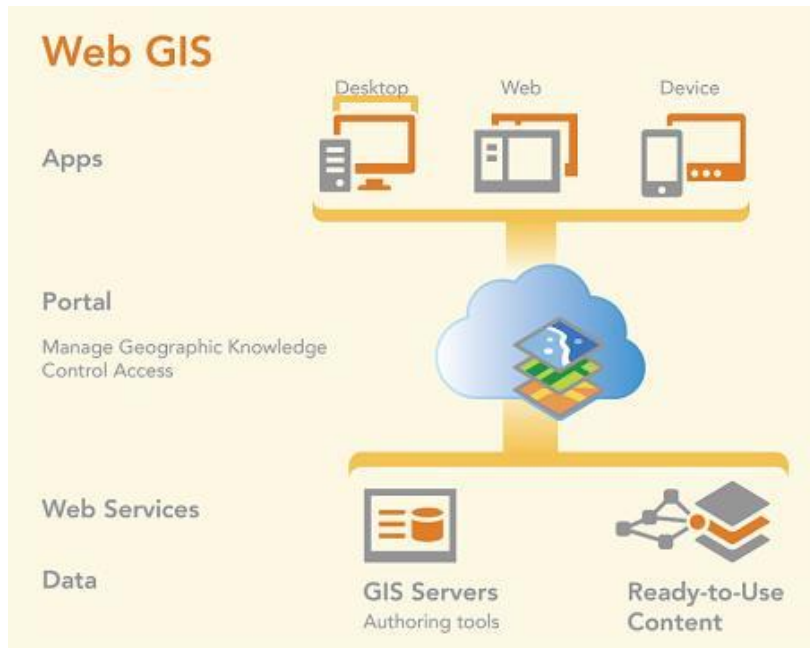 Web GIS
Desktop Web Device
Apps
Portal
Manage Geographic Knowledge
Control Access
Web Services
Data
GIS Servers
Authoring tools
Ready-to-Use
Content